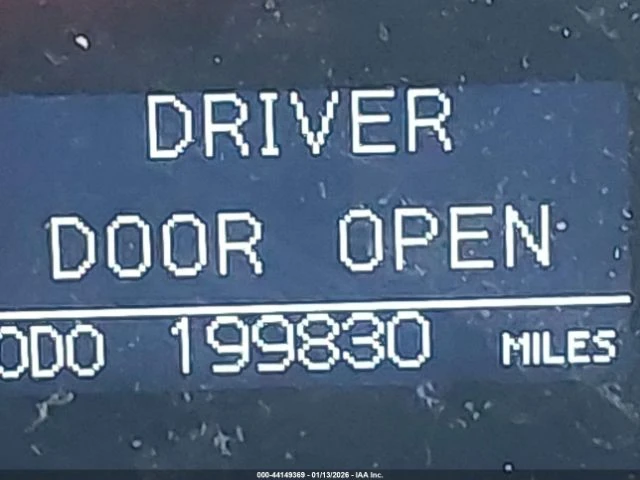 DRIVER
DOOR OPEN
ODO 199830 MILES
000-44149369 - 01/13/2026 - IAA Inc.